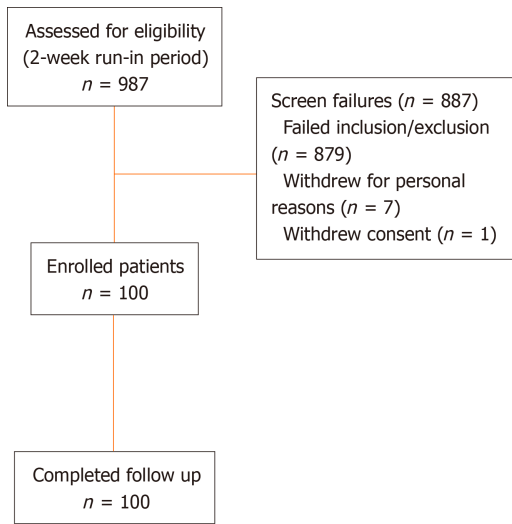 Assessed for eligibility
(2-week run-in period)
n = 987
Screen failures (n = 887)
Failed inclusion/exclusion
(n = 879)
Withdrew for personal
reasons (n = 7)
Withdrew consent (n = 1)
Enrolled patients
n = 100
Completed follow up
n = 100